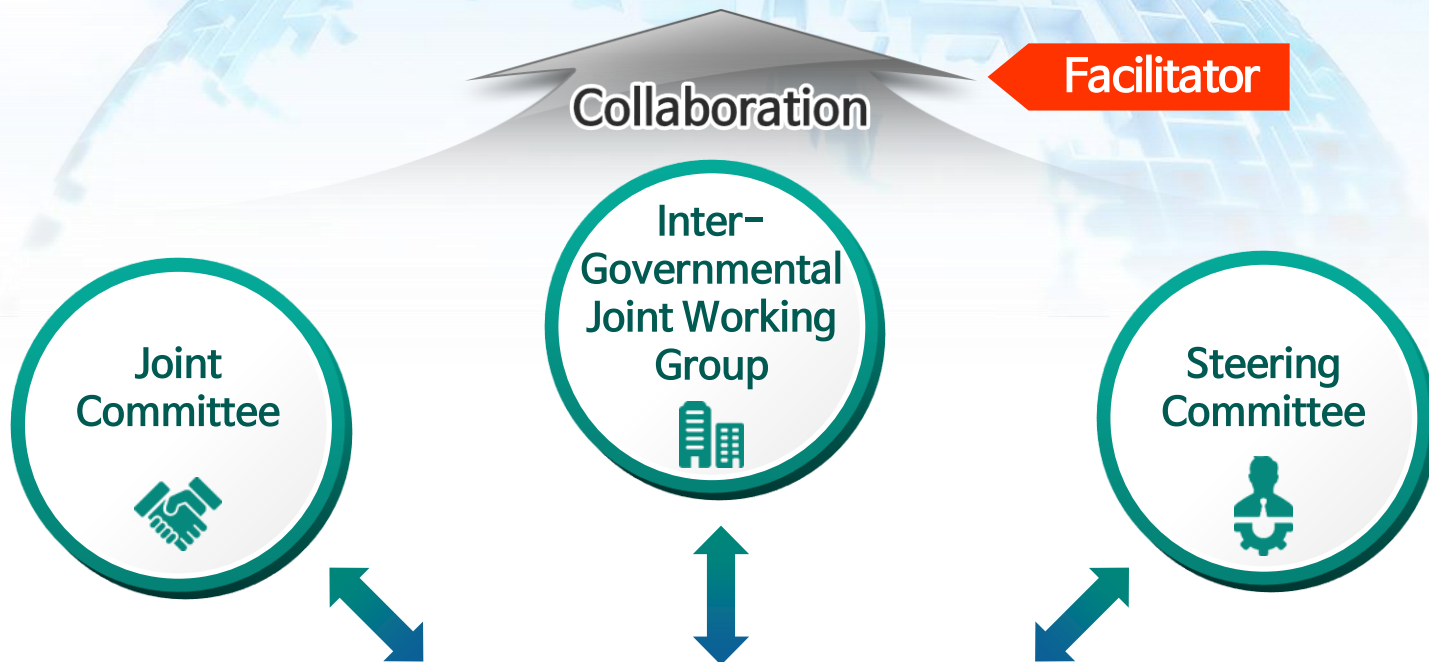 Facilitator
Collaboration
Inter-
Governmental
Joint Working
Group
Joint
Committee
Steering
Committee